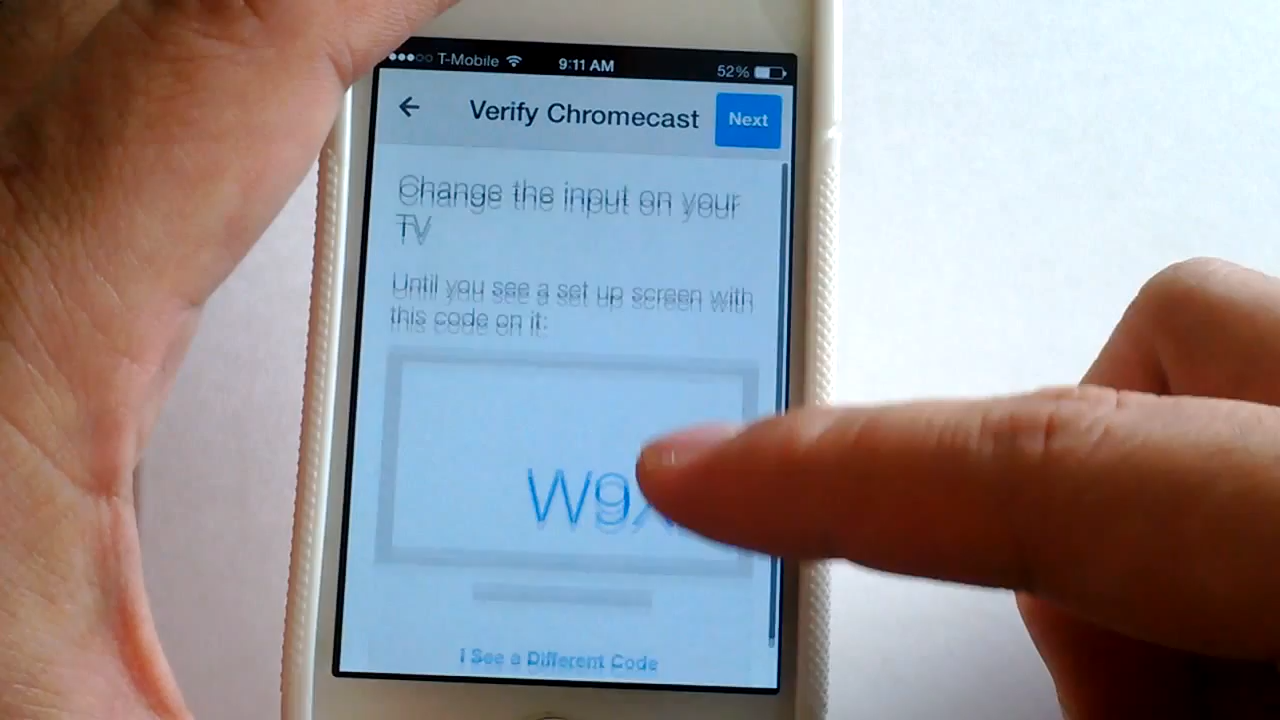 T-Mobile 9:11 AM 52%
Verify Chromecast Next
Change the input on your
TV
Until you see a set up screen with
this code on it:
W9X
I See a Different Code